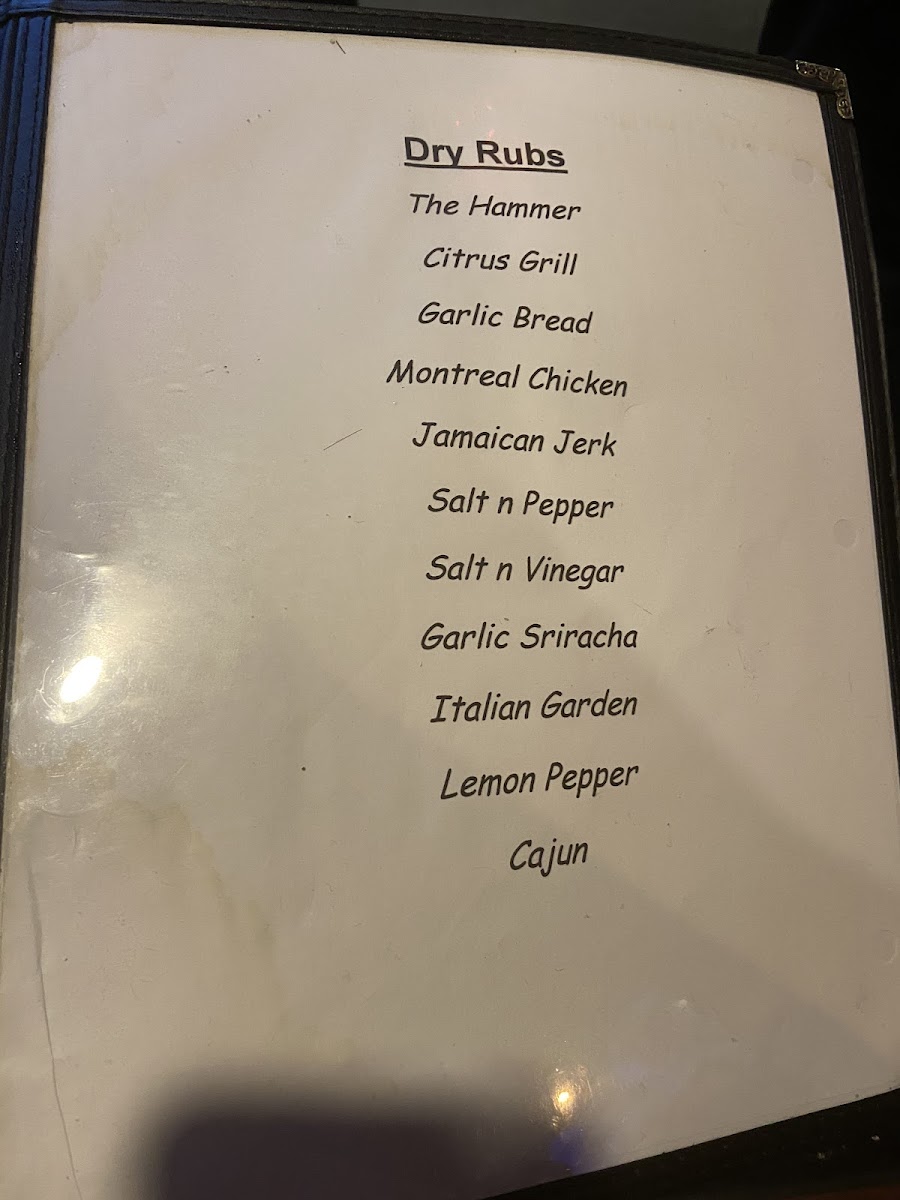 Dry Rubs
The Hammer
Citrus Grill
Garlic Bread
Montreal Chicken
Jamaican Jerk
Salt n Pepper
Salt n Vinegar
Garlic Sriracha
Italian Garden
Lemon Pepper
Cajun